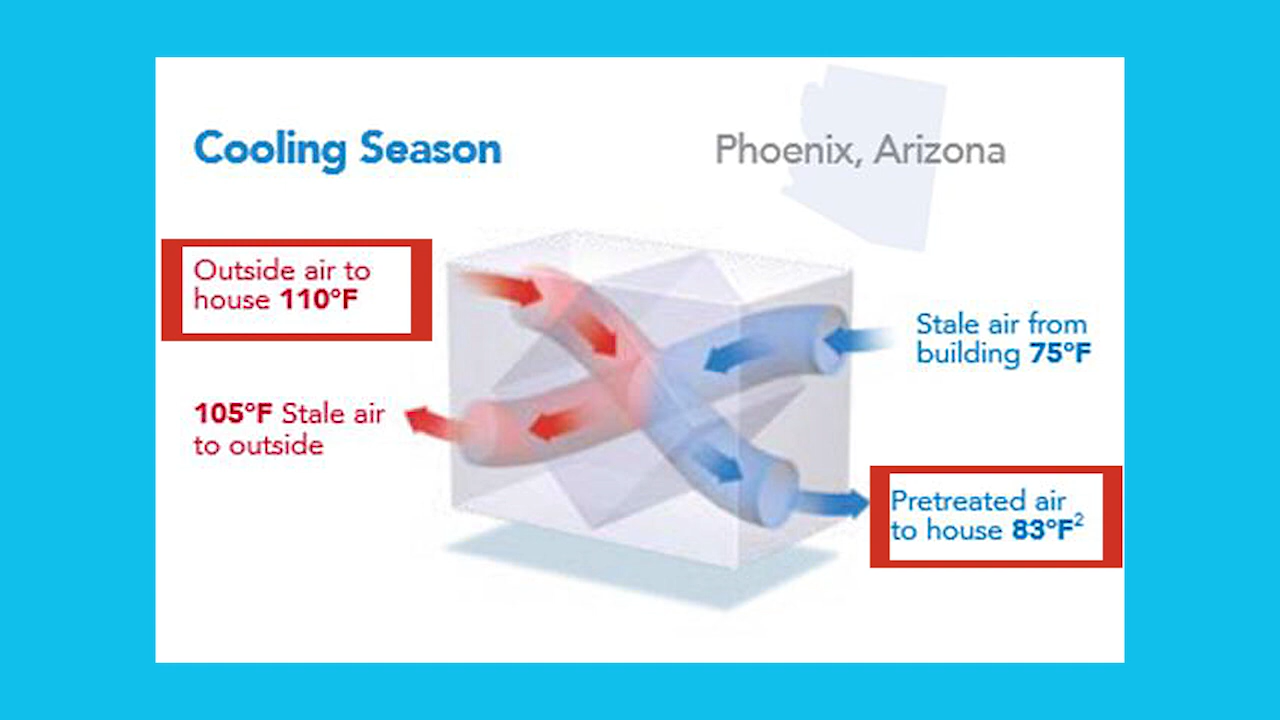 Cooling Season
Phoenix, Arizona
Outside air to
house 110°F
Stale air from
building 75°F
105°F Stale air
to outside
Pretreated air
to house 83°F²